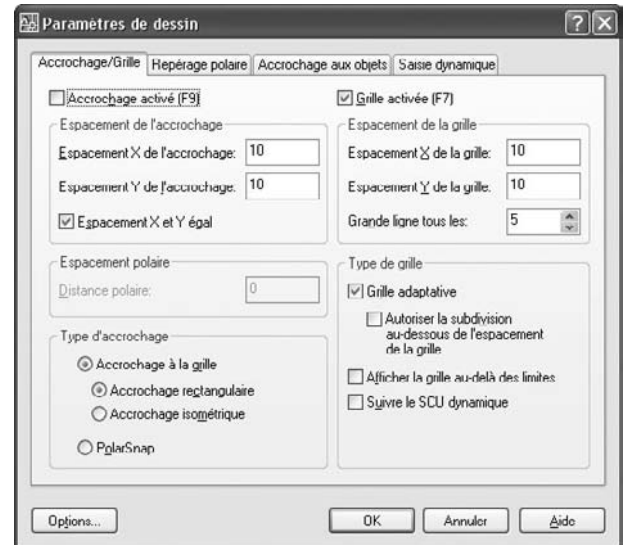 Paramètres de dessin
Accrochage/Grille
Repérage polaire
Accrochage aux objets
Saisie dynamique
Accrochage activé (F9)
Espacement de l'accrochage
Espacement X de l'accrochage: 10
Espacement Y de l'accrochage: 10
Espacement X et Y égal
Espacement polaire
Distance polaire: 0
Type d'accrochage
Accrochage à la grille
Accrochage rectangulaire
Accrochage isométrique
PolarSnap
Grille activée (F7)
Espacement de la grille
Espacement X de la grille: 10
Espacement Y de la grille: 10
Grande ligne tous les: 5
Type de grille
Grille adaptative
Autoriser la subdivision
au-dessous de l'espacement
de la grille
Afficher la grille au-delà des limites
Suivre le SCU dynamique
Options...
OK
Annuler
Aide